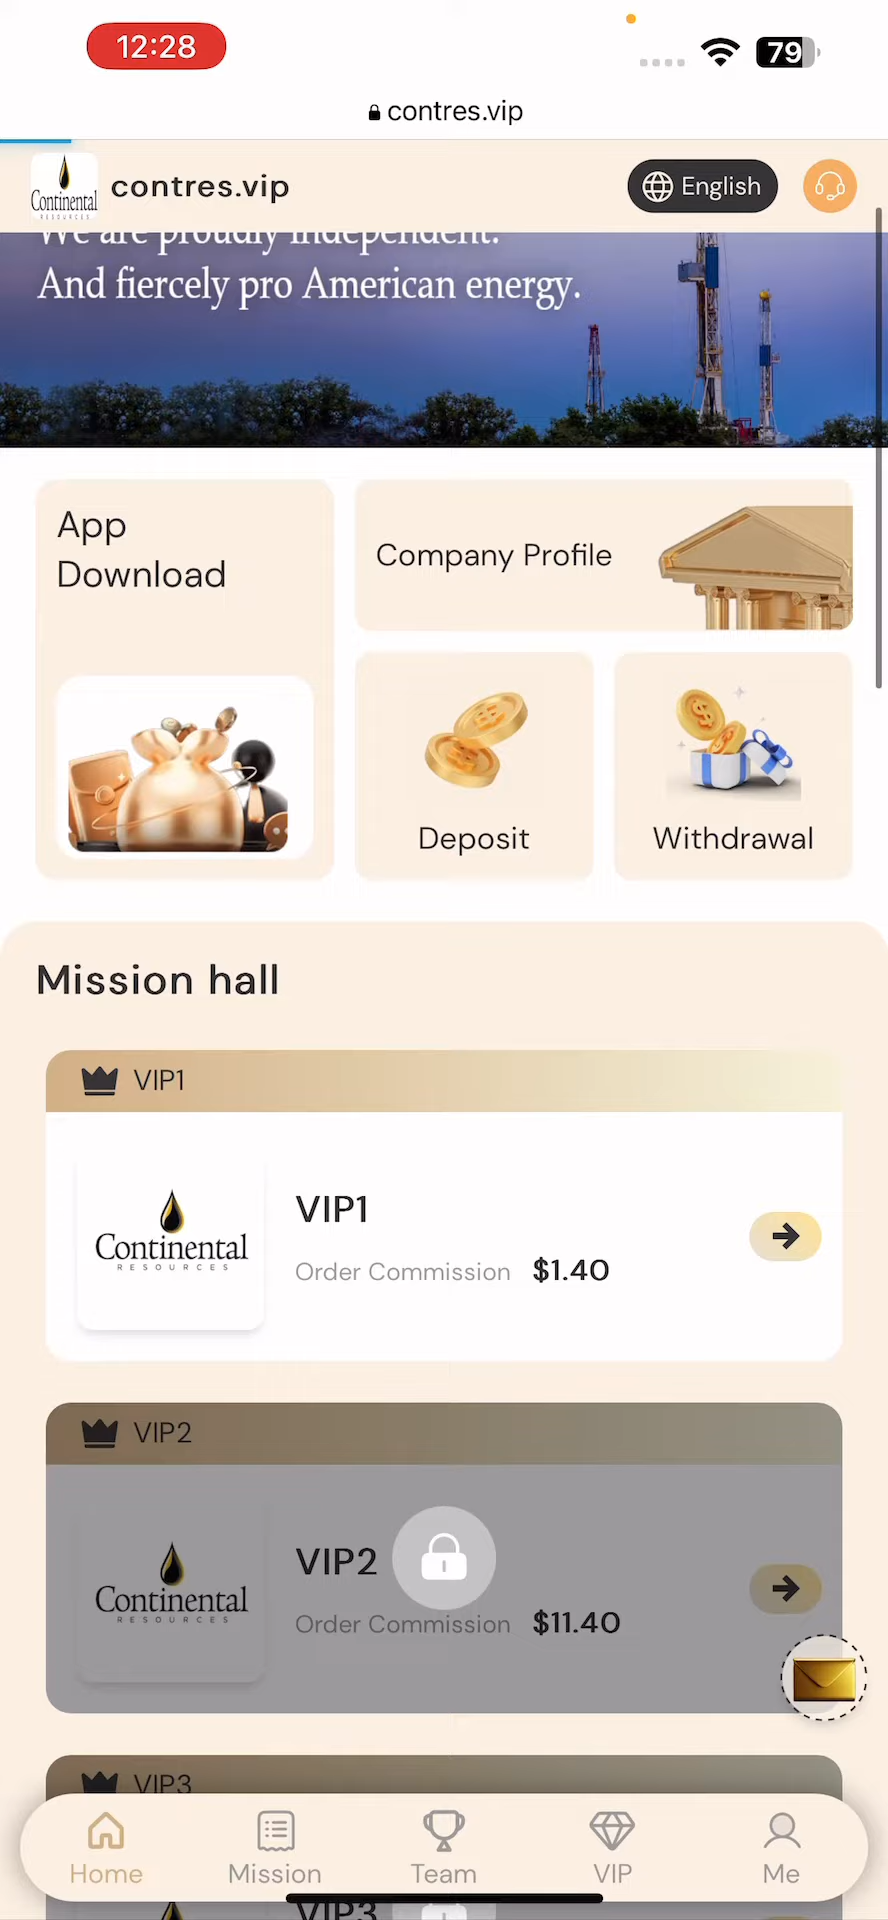 12:28
79
contres.vip
Continental
RESOURCES
contres.vip
English
We are proudly independent.
And fiercely pro American energy.
App
Download
Company Profile
Deposit
Withdrawal
Mission hall
VIP1
Continental
RESOURCES
VIP1
Order Commission $1.40
VIP2
Continental
RESOURCES
VIP2
Order Commission $11.40
VIP3
Home
Mission
Team
VIP
Me
VIP3